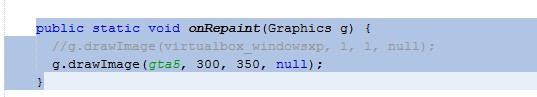 public static void onRepaint(Graphics g) {
//g.drawImage(virtualbox_windowsxp, 1, 1, null);
g.drawImage(gta5, 300, 350, null);
}